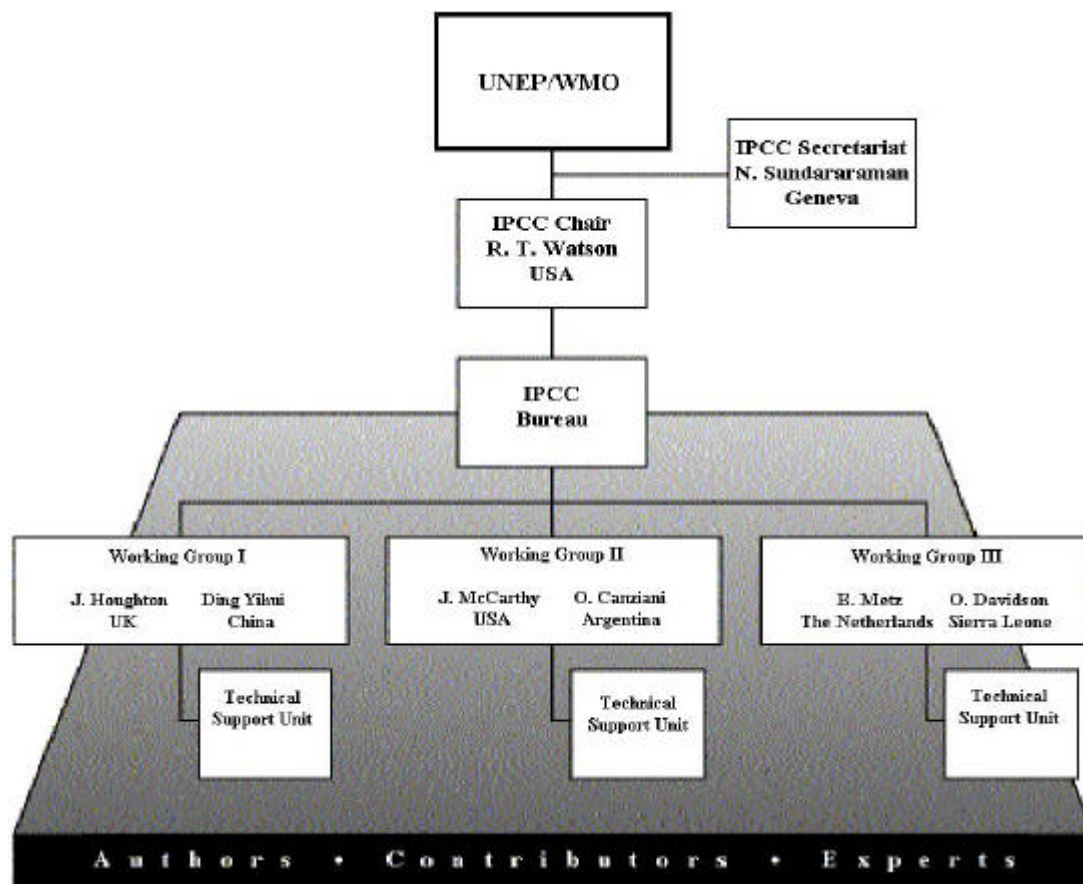 UNEP/WMO
IPCC Secretariat
N. Sundararaman
Geneva
IPCC Chair
R. T. Watson
USA
IPCC
Bureau
Working Group I
J. Houghton Ding Yihui
UK China
Working Group II
J. McCarthy O. Canziani
USA Argentina
Working Group III
B. Metz O. Davidson
The Netherlands Sierra Leone
Technical
Support Unit
Technical
Support Unit
Technical
Support Unit
Authors • Contributors • Experts